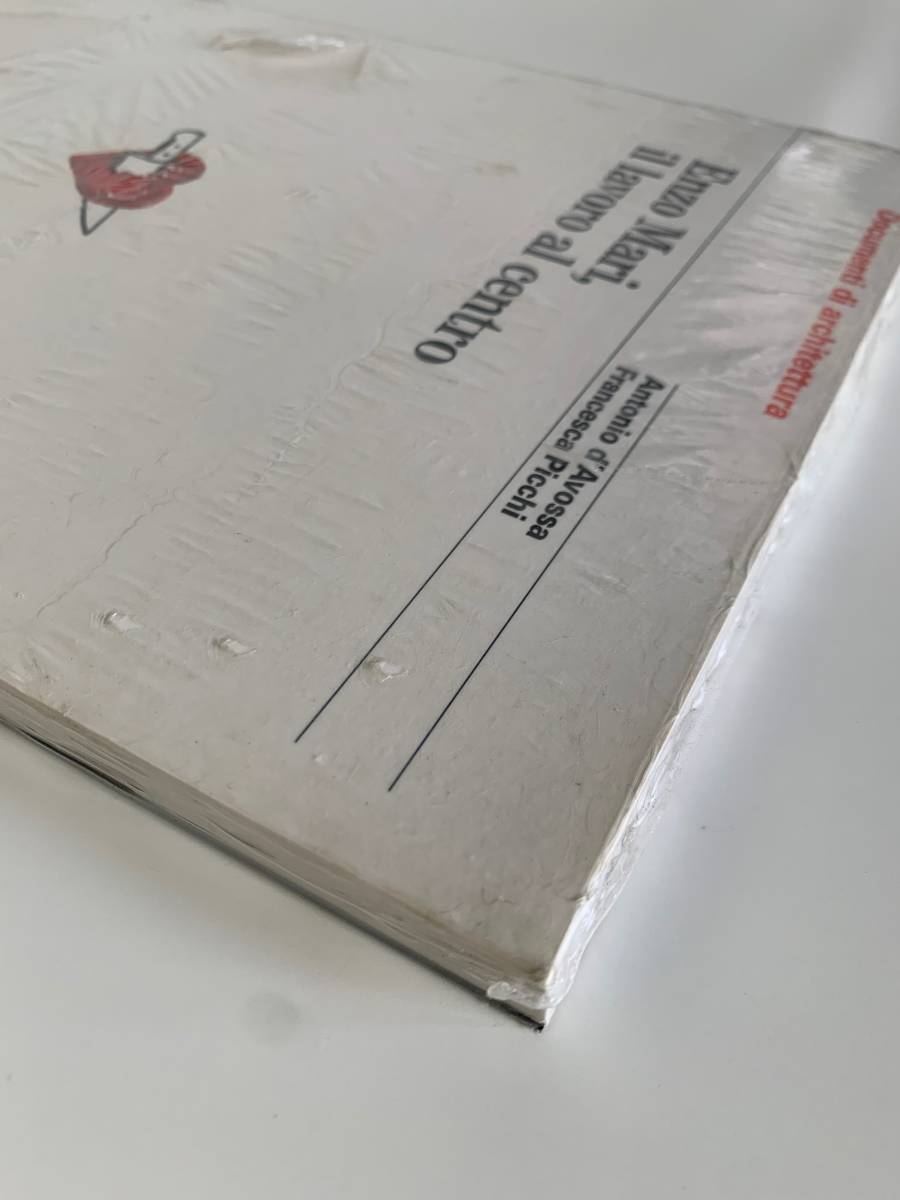 Documenti di architettura
Enzo Mari,
il lavoro al centro
Antonio d'Avossa
Francesca Picchi